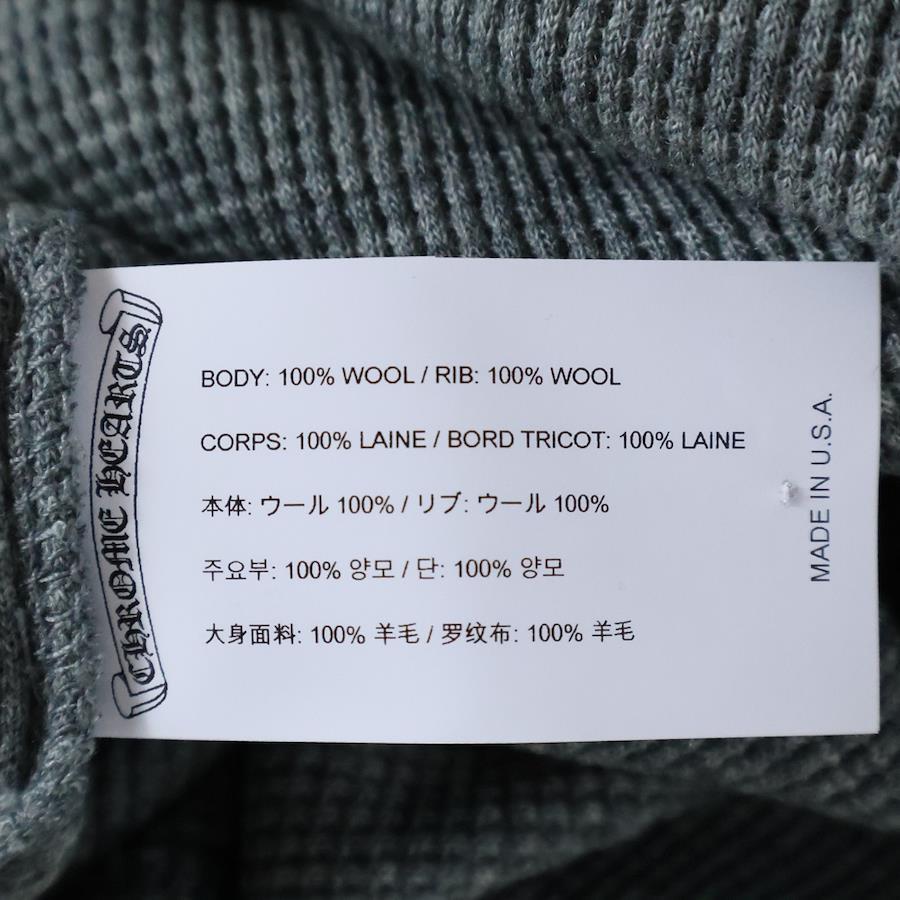 CHROME HEARTS
BODY: 100% WOOL / RIB: 100% WOOL
CORPS: 100% LAINE / BORD TRICOT: 100% LAINE
本体: ウール 100% / リブ: ウール 100%
주요부: 100% 양모 / 단: 100% 양모
大身面料: 100% 羊毛 / 罗纹布: 100% 羊毛
MADE IN U.S.A.